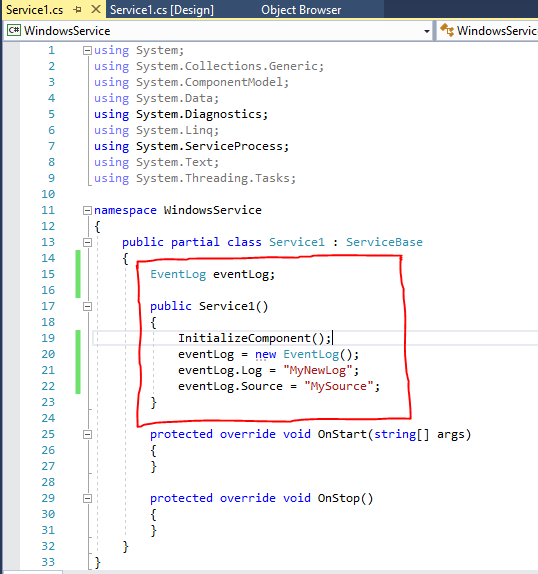 Service1.cs Service1.cs [Design] Object Browser
C# WindowsService WindowsServic
1 using System;
2 using System.Collections.Generic;
3 using System.ComponentModel;
4 using System.Data;
5 using System.Diagnostics;
6 using System.Linq;
7 using System.ServiceProcess;
8 using System.Text;
9 using System.Threading.Tasks;
10
11 namespace WindowsService
12 {
13 public partial class Service1 : ServiceBase
14 {
15 EventLog eventLog;
16
17 public Service1()
18 {
19 InitializeComponent();
20 eventLog = new EventLog();
21 eventLog.Log = "MyNewLog";
22 eventLog.Source = "MySource";
23 }
24
25 protected override void OnStart(string[] args)
26 {
27 }
28
29 protected override void OnStop()
30 {
31 }
32 }
33 }